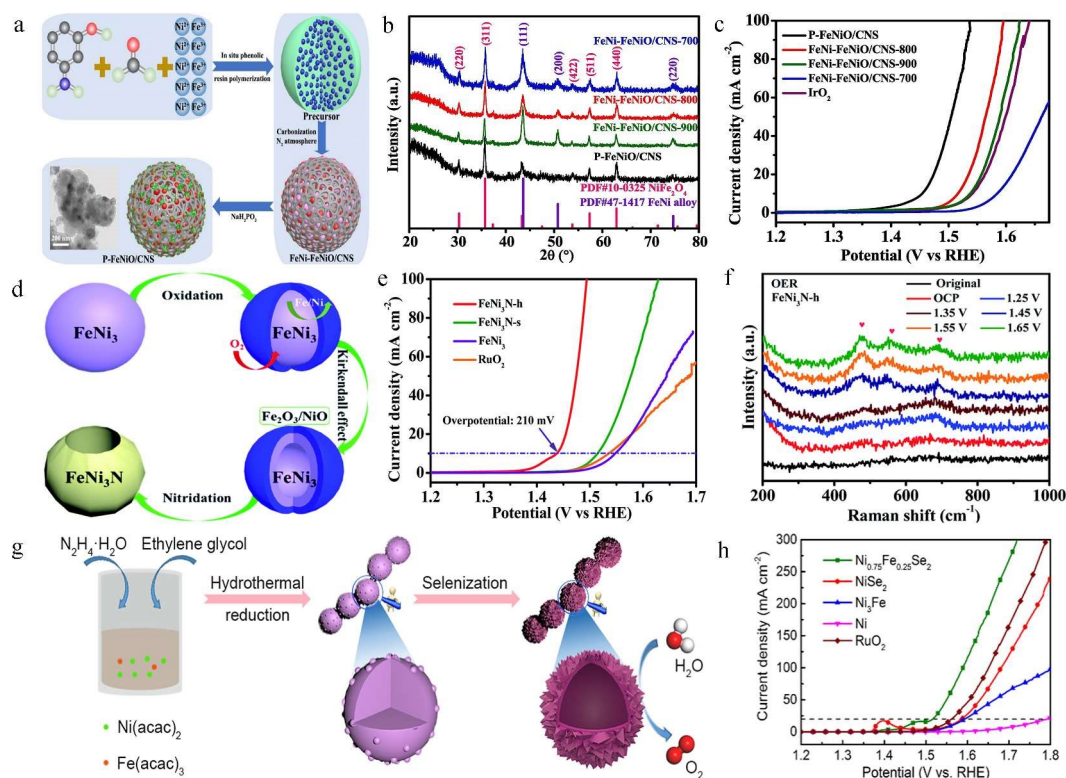 a
Ni²⁺ Fe³⁺
Ni²⁺ Fe³⁺
Ni²⁺ Fe³⁺
Ni²⁺ Fe³⁺
Ni²⁺ Fe³⁺
In situ phenolic
resin polymerization
Precursor
Carbonization
N₂ atmosphere
NaH₂PO₂
200 nm
P-FeNiO/CNS
FeNi-FeNiO/CNS
b
Intensity (a.u.)
(220)
(311)
(111)
(200)
(422)
(511)
(440)
(220)
FeNi-FeNiO/CNS-700
FeNi-FeNiO/CNS-800
FeNi-FeNiO/CNS-900
P-FeNiO/CNS
PDF#10-0325 NiFe₂O₄
PDF#47-1417 FeNi alloy
20 30 40 50 60 70 80
2θ (°)
c
Current density (mA cm⁻²)
100
80
60
40
20
0
P-FeNiO/CNS
FeNi-FeNiO/CNS-800
FeNi-FeNiO/CNS-900
FeNi-FeNiO/CNS-700
IrO₂
1.4 1.5 1.6
Potential (V vs RHE)
d
FeNi₃
Oxidation
Fe/Ni
FeNi₃
O₂
Kirkendall effect
Fe₂O₃/NiO
FeNi₃
Nitridation
FeNi₃N
e
Current density (mA cm⁻²)
100
80
60
40
20
0
FeNi₃N-h
FeNi₃N-s
FeNi₃
RuO₂
Overpotential: 210 mV
1.2 1.3 1.4 1.5 1.6 1.7
Potential (V vs RHE)
f
Intensity (a.u.)
OER
FeNi₃N-h
Original
OCP
1.25 V
1.35 V
1.45 V
1.55 V
1.65 V
200 400 600 800 1000
Raman shift (cm⁻¹)
g
N₂H₄·H₂O
Ethylene glycol
Ni(acac)₂
Fe(acac)₃
Hydrothermal
reduction
Selenization
H₂O
O₂
h
Current density (mA cm⁻²)
300
250
200
150
100
50
0
Ni₀.₇₅Fe₀.₂₅Se₂
NiSe₂
Ni₃Fe
Ni
RuO₂
1.2 1.3 1.4 1.5 1.6 1.7 1.8
Potential (V vs. RHE)